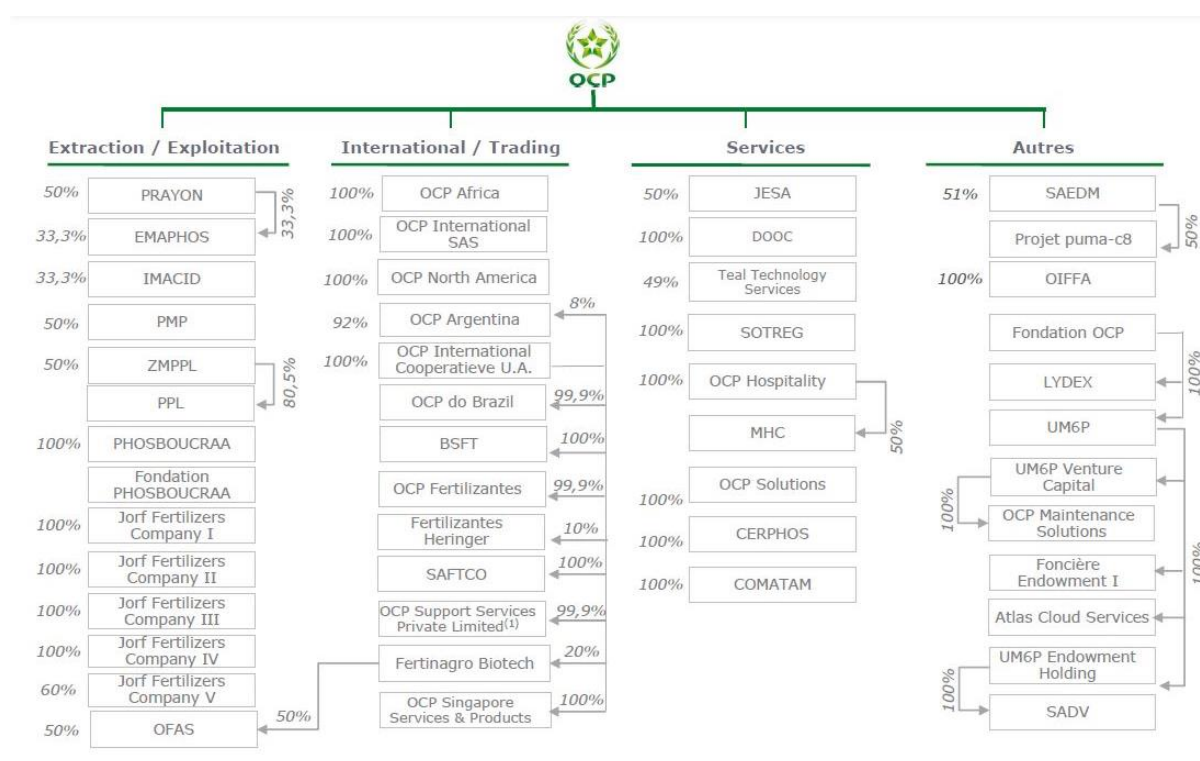 OCP
Extraction / Exploitation
50%
PRAYON
33,3%
33,3%
EMAPHOS
33,3%
IMACID
50%
PMP
50%
ZMPPL
80,5%
PPL
100%
PHOSBOUCRAA
Fondation
PHOSBOUCRAA
100%
Jorf Fertilizers
Company I
100%
Jorf Fertilizers
Company II
100%
Jorf Fertilizers
Company III
100%
Jorf Fertilizers
Company IV
60%
Jorf Fertilizers
Company V
50%
OFAS
50%
International / Trading
100%
OCP Africa
100%
OCP International
SAS
100%
OCP North America
92%
OCP Argentina
8%
100%
OCP International
Cooperatieve U.A.
OCP do Brazil
99,9%
BSFT
100%
OCP Fertilizantes
99,9%
Fertilizantes
Heringer
10%
SAFTCO
100%
OCP Support Services
Private Limited(1)
99,9%
Fertinagro Biotech
20%
OCP Singapore
Services & Products
100%
Services
50%
JESA
100%
DOOC
49%
Teal Technology
Services
100%
SOTREG
100%
OCP Hospitality
MHC
50%
100%
OCP Solutions
100%
CERPHOS
100%
COMATAM
Autres
51%
SAEDM
50%
Projet puma-c8
100%
OIFFA
Fondation OCP
100%
LYDEX
UM6P
UM6P Venture
Capital
100%
OCP Maintenance
Solutions
100%
Foncière
Endowment I
Atlas Cloud Services
UM6P Endowment
Holding
100%
SADV